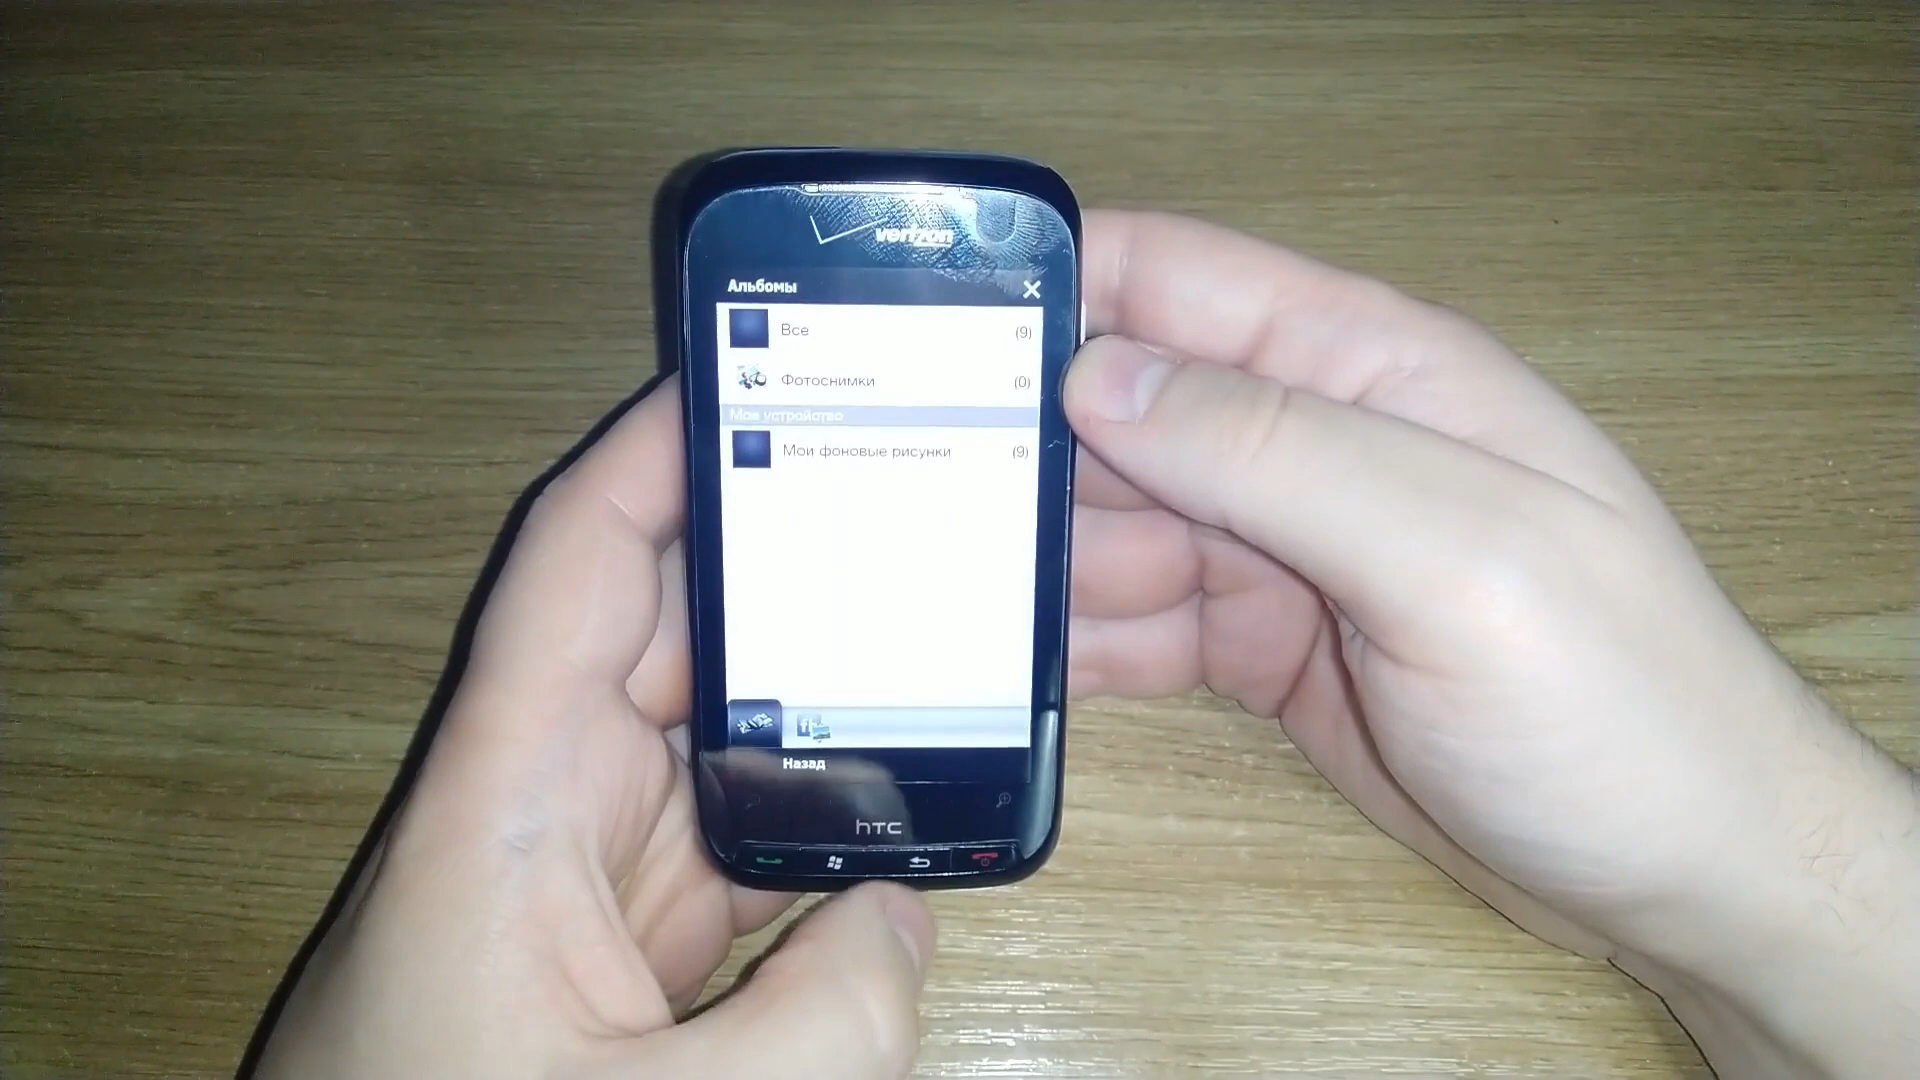 verizon
Альбомы
Все (9)
Фотоснимки (0)
Мое устройство
Мои фоновые рисунки (9)
f
Назад
hTC